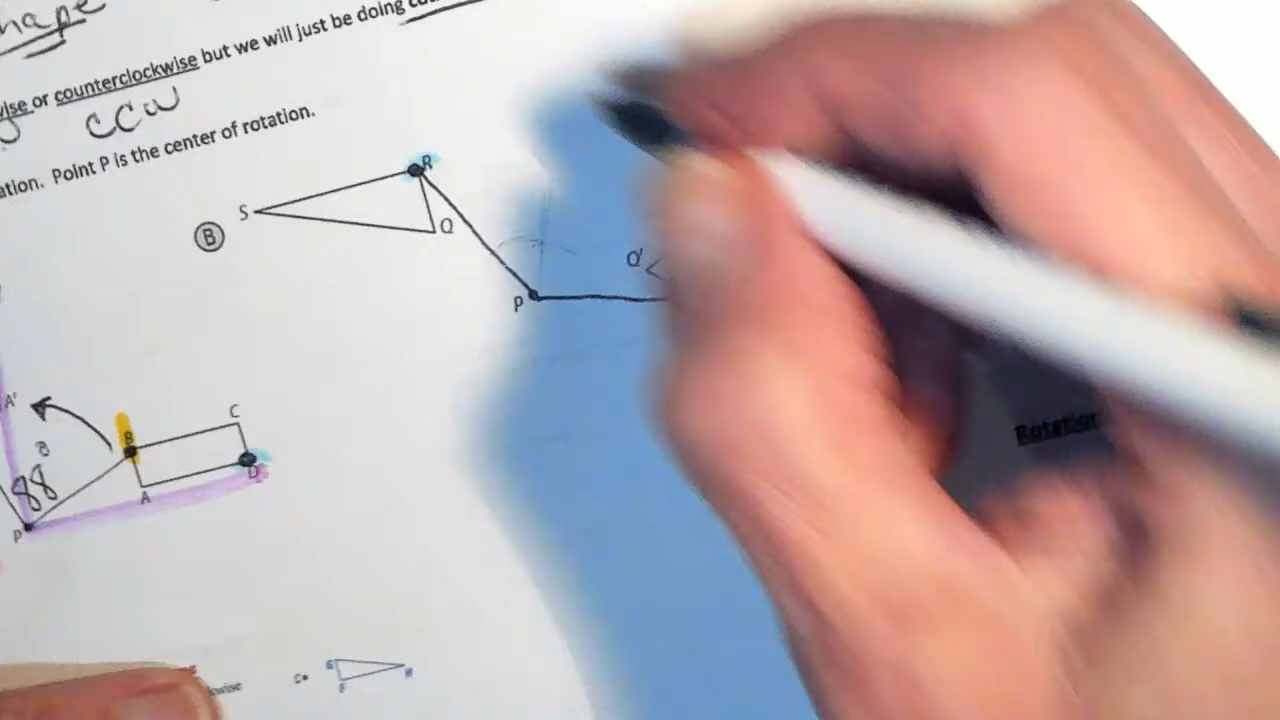 hape
wise or counterclockwise but we will just be doing
CCW
ation. Point P is the center of rotation.
R
S
B
Q
Q'
P
A'
C
B
88°
D
A
P
Rotation
kwise
G
H
F